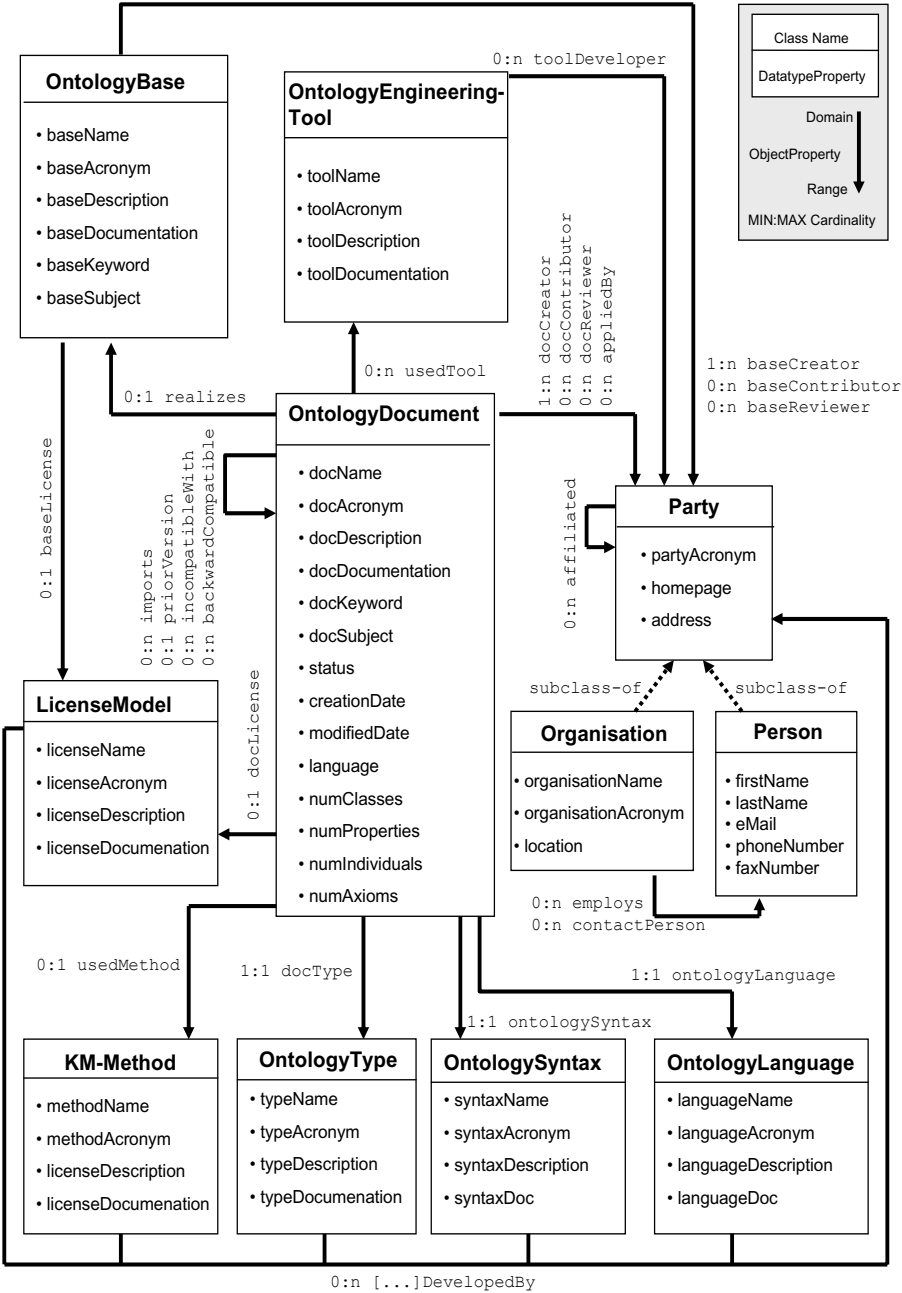 OntologyBase
• baseName
• baseAcronym
• baseDescription
• baseDocumentation
• baseKeyword
• baseSubject
0:n toolDeveloper
OntologyEngineering-
Tool
• toolName
• toolAcronym
• toolDescription
• toolDocumentation
Class Name
DatatypeProperty
Domain
ObjectProperty
Range
MIN:MAX Cardinality
1:n docCreator
0:n docContributor
0:n docReviewer
0:n appliedBy
1:n baseCreator
0:n baseContributor
0:n baseReviewer
0:n usedTool
0:1 realizes
0:1 baseLicense
0:n imports
0:1 priorVersion
0:n incompatibleWith
0:n backwardCompatible
OntologyDocument
• docName
• docAcronym
• docDescription
• docDocumentation
• docKeyword
• docSubject
• status
• creationDate
• modifiedDate
• language
• numClasses
• numProperties
• numIndividuals
• numAxioms
0:n affiliated
Party
• partyAcronym
• homepage
• address
subclass-of
subclass-of
0:1 docLicense
LicenseModel
• licenseName
• licenseAcronym
• licenseDescription
• licenseDocumenation
Organisation
• organisationName
• organisationAcronym
• location
Person
• firstName
• lastName
• eMail
• phoneNumber
• faxNumber
0:n employs
0:n contactPerson
0:1 usedMethod
1:1 docType
1:1 ontologySyntax
1:1 ontologyLanguage
KM-Method
• methodName
• methodAcronym
• licenseDescription
• licenseDocumenation
OntologyType
• typeName
• typeAcronym
• typeDescription
• typeDocumenation
OntologySyntax
• syntaxName
• syntaxAcronym
• syntaxDescription
• syntaxDoc
OntologyLanguage
• languageName
• languageAcronym
• languageDescription
• languageDoc
0:n [...]DevelopedBy